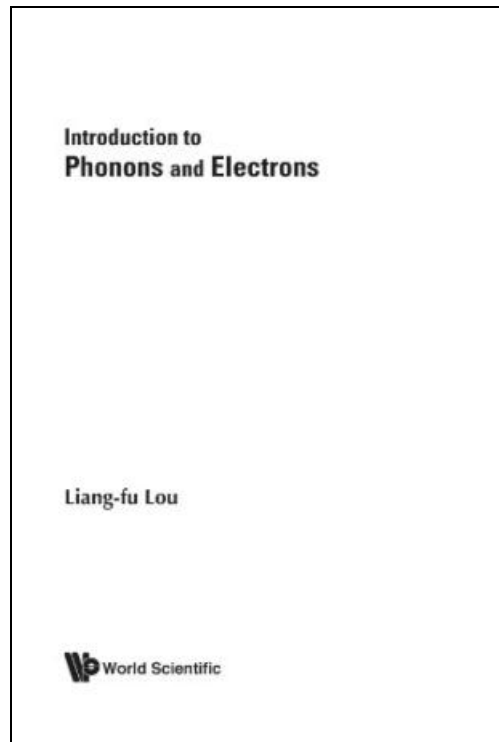 Introduction to
Phonons and Electrons
Liang-fu Lou
World Scientific